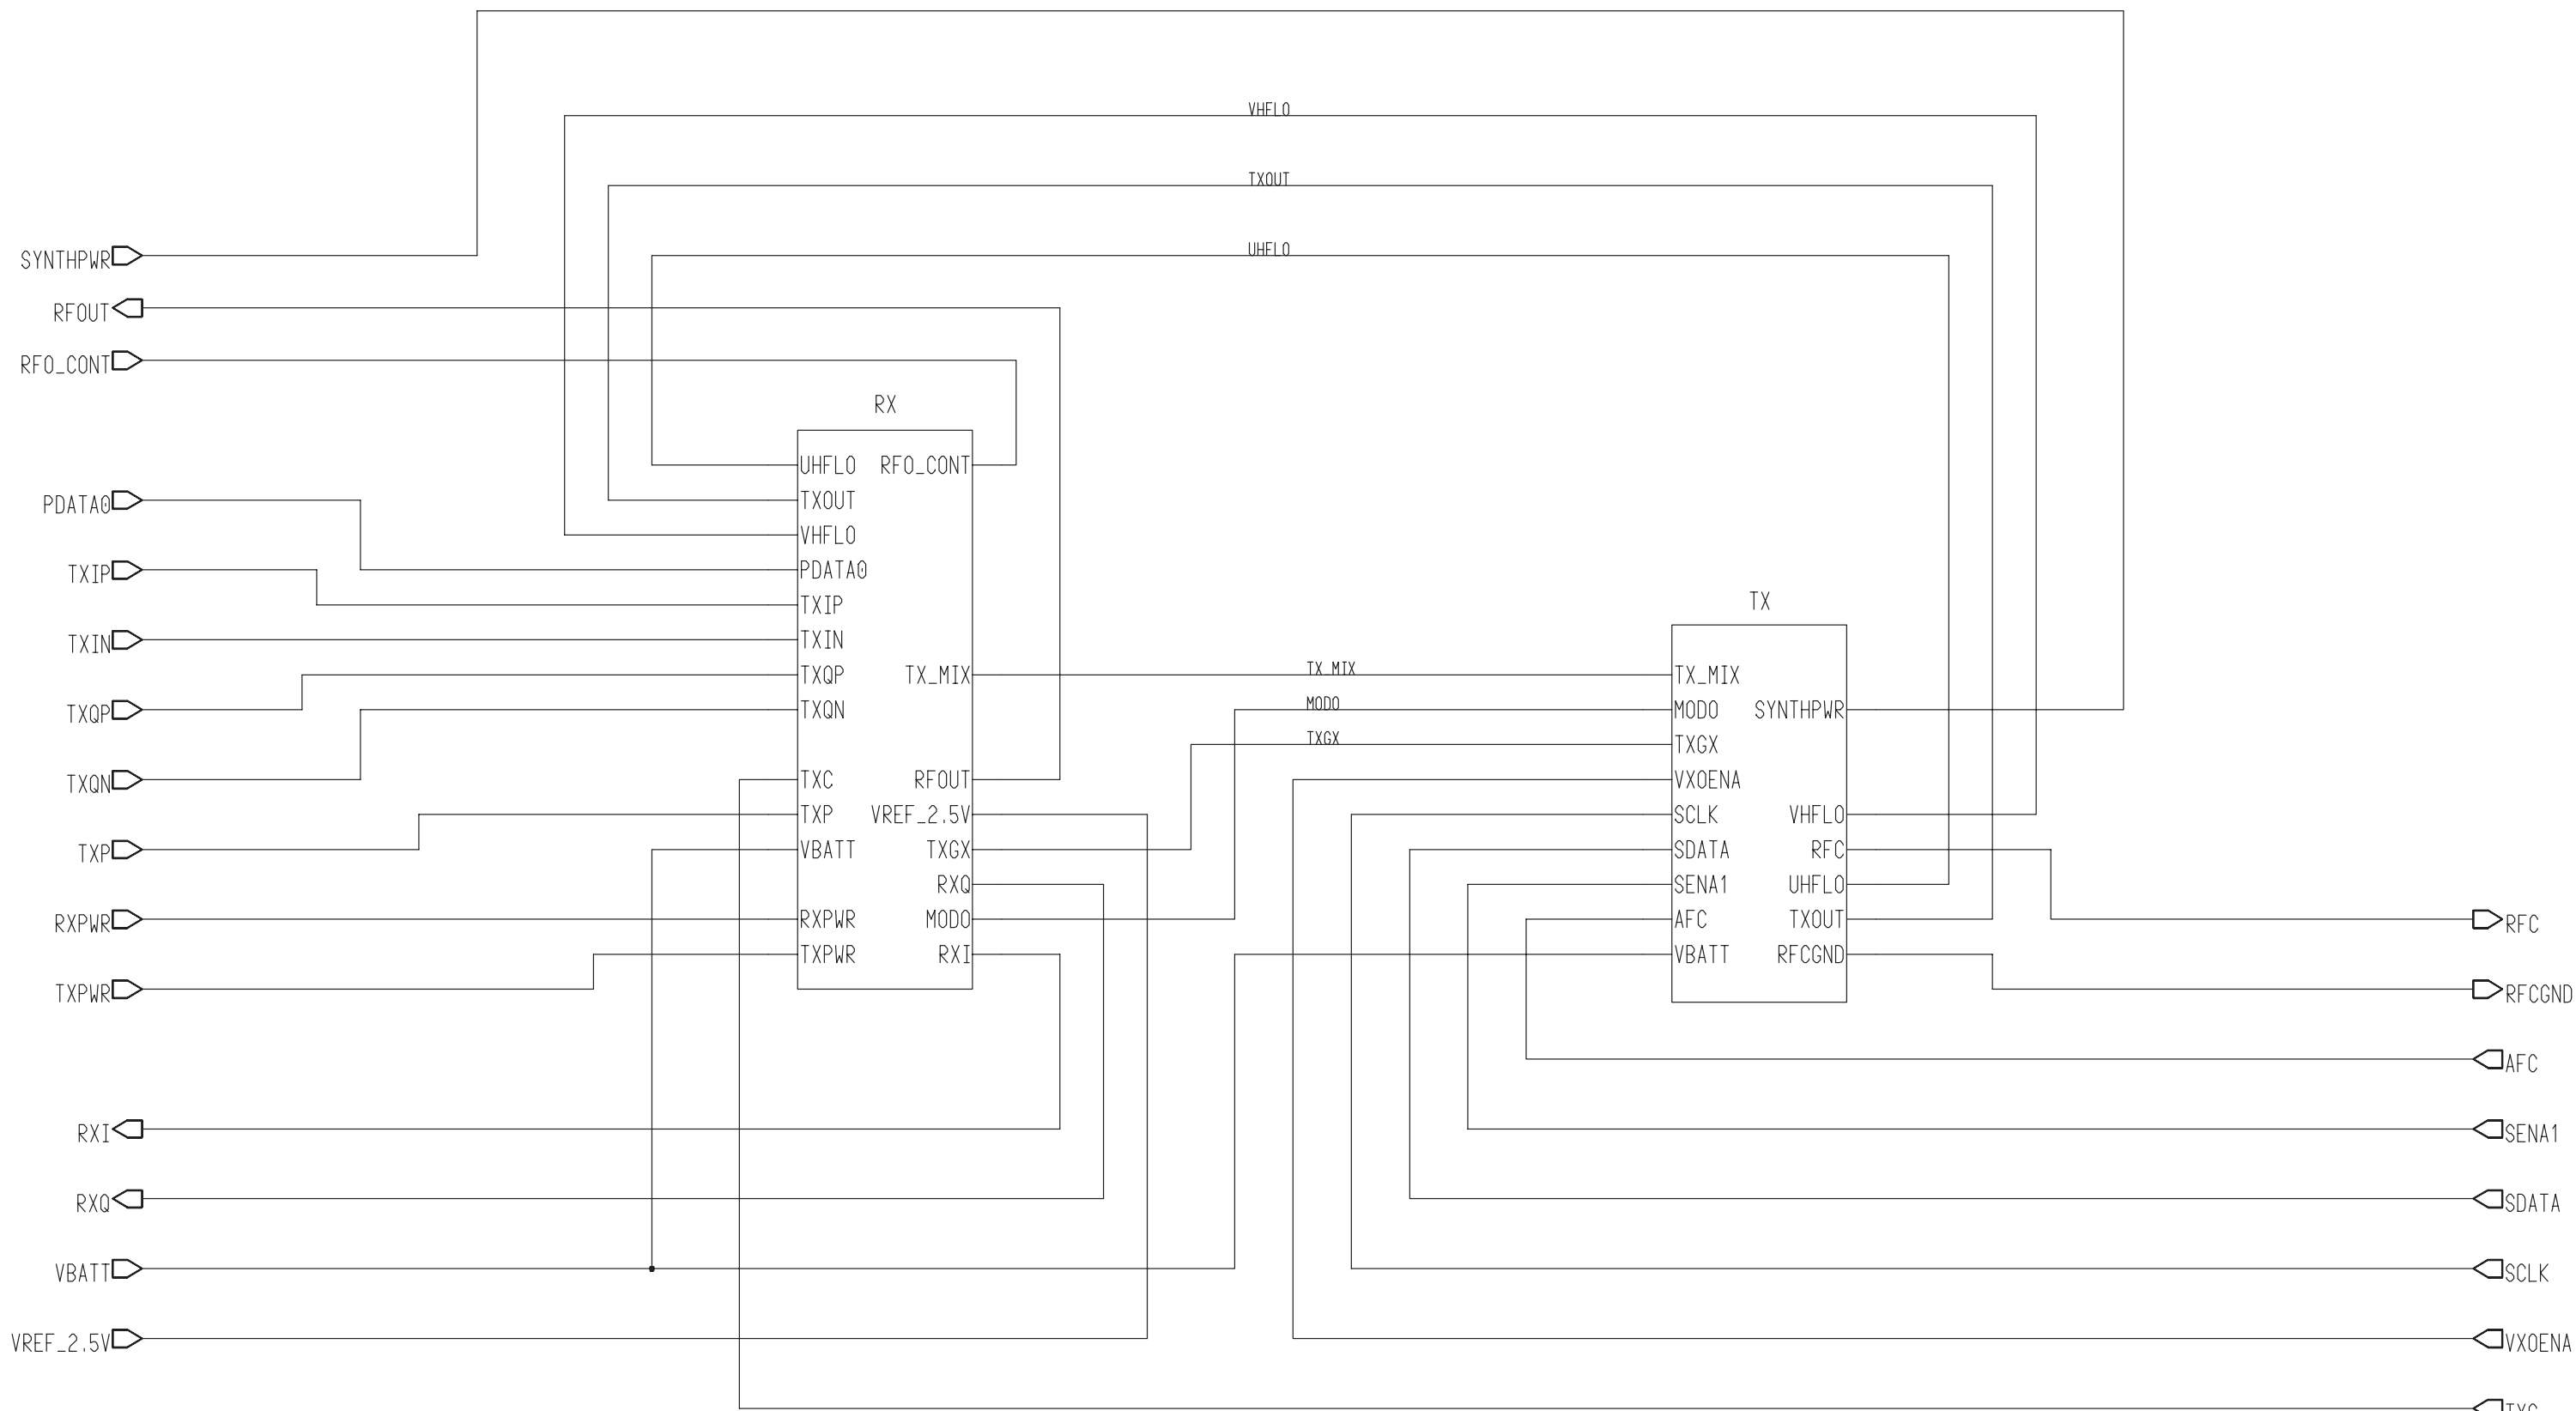 VHFLO
TXOUT
UHFLO
SYNTHPWR
RFOUT
RFO_CONT
RX
UHFLO RFO_CONT
TXOUT
VHFLO
PDATA0
PDATA0
TXIP
TXIP
TXIN
TXIN
TXQP TX_MIX
TXQP
TXQN
TXQN
TXC RFOUT
TXP VREF_2.5V
TXP
VBATT TXGX
RXQ
RXPWR
RXPWR MODO
TXPWR RXI
TXPWR
TX_MIX
MODO
TXGX
TX
TX_MIX
MODO SYNTHPWR
TXGX
VXOENA
SCLK VHFLO
SDATA RFC
SENA1 UHFLO
AFC TXOUT
VBATT RFCGND
RFC
RFCGND
AFC
RXI
SENA1
RXQ
SDATA
VBATT
SCLK
VREF_2.5V
VXOENA
TXC